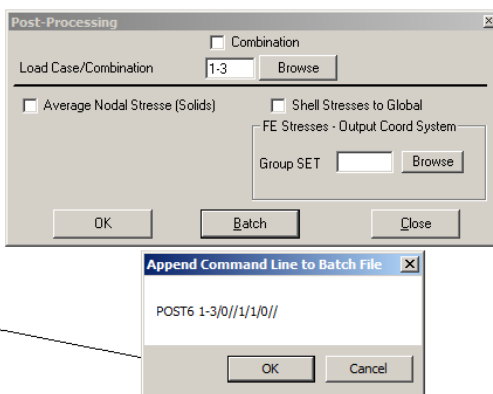 Post-Processing
Combination
Load Case/Combination 1-3 Browse
Average Nodal Stresse (Solids) Shell Stresses to Global
FE Stresses - Output Coord System
Group SET Browse
OK Batch Close
Append Command Line to Batch File
POST6 1-3/0//1/1/0//
OK Cancel